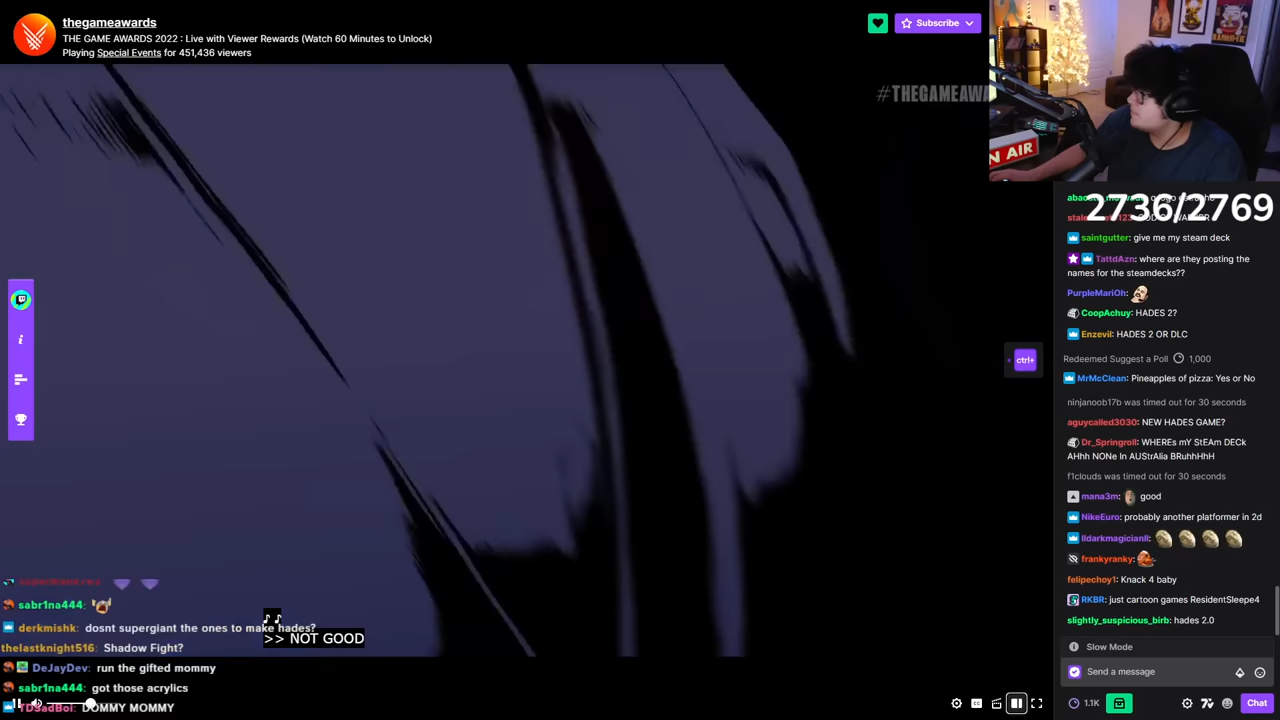 thegameawards
THE GAME AWARDS 2022 : Live with Viewer Rewards (Watch 60 Minutes to Unlock)
Playing Special Events for 451,436 viewers
Subscribe
#THEGAMEAWA
ON AIR
2736/2769
saintgutter: give me my steam deck
TattdAzn: where are they posting the
names for the steamdecks??
PurpleMariOh:
CoopAchuy: HADES 2?
Enzevil: HADES 2 OR DLC
Redeemed Suggest a Poll 1,000
MrMcClean: Pineapples of pizza: Yes or No
ninjanoob17b was timed out for 30 seconds
aguycalled3030: NEW HADES GAME?
Dr_Springroll: WHEREs mY StEAm DECk
AHhh NONe In AUStrAlia BRuhHhH
f1clouds was timed out for 30 seconds
mana3m: good
NikeEuro: probably another platformer in 2d
lldarkmagicianll:
frankyranky:
felipechoy1: Knack 4 baby
RKBR: just cartoon games ResidentSleepe4
slightly_suspicious_birb: hades 2.0
Slow Mode
Send a message
1.1K
Chat
ctrl+
sabr1na444:
derkmishk: dosnt supergiant the ones to make hades?
thelastknight516: Shadow Fight?
DeJayDev: run the gifted mommy
sabr1na444: got those acrylics
TDSadBoi: DOMMY MOMMY
♪ ♪
>> NOT GOOD